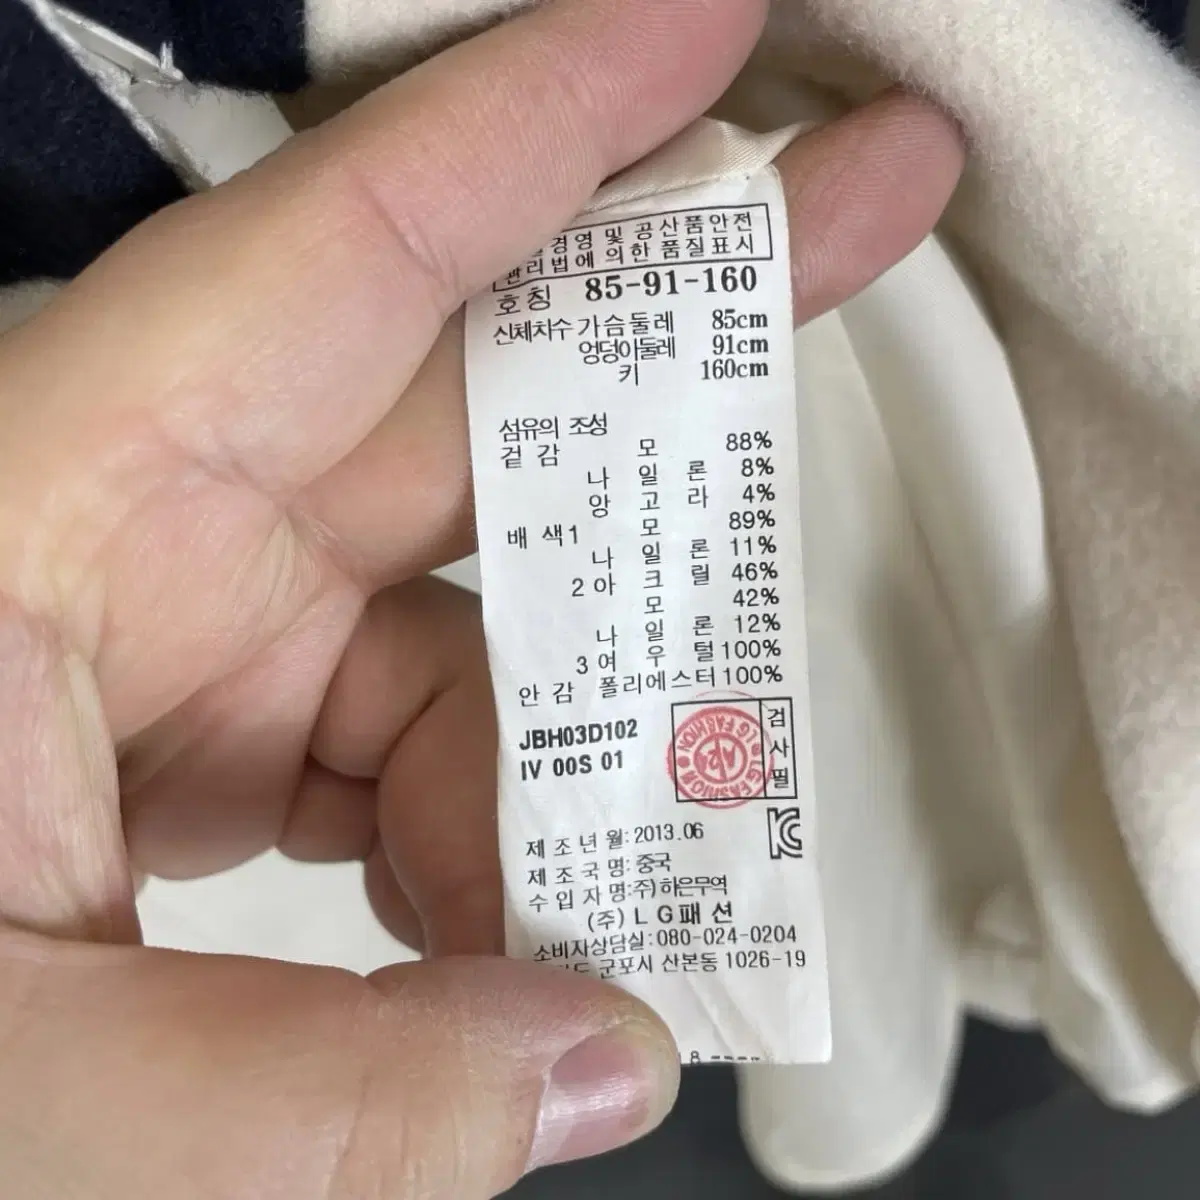 경영 및 공산품안전
관리법에 의한 품질표시
호칭 85-91-160
신체치수 가슴둘레 85cm
엉덩이둘레 91cm
키 160cm
섬유의 조성
겉감 모 88%
나일론 8%
앙고라 4%
배색1 모 89%
나일론 11%
2 아크릴 46%
모 42%
나일론 12%
3 여우털 100%
안감 폴리에스터 100%
JBH03D102
IV 00S 01
검사필
LG FASHION LG FASHION
제조년월: 2013.06
제조국명: 중국
수입자명:주) 하은무역
(주) LG패션
소비자상담실:080-024-0204
군포시 산본동 1026-19